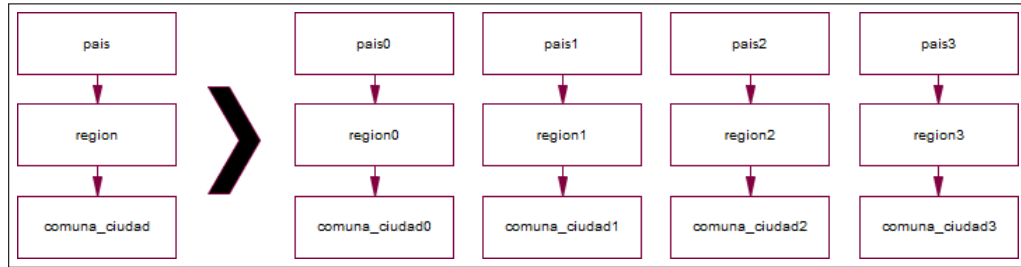 pais
pais0
pais1
pais2
pais3
region
region0
region1
region2
region3
comuna_ciudad
comuna_ciudad0
comuna_ciudad1
comuna_ciudad2
comuna_ciudad3